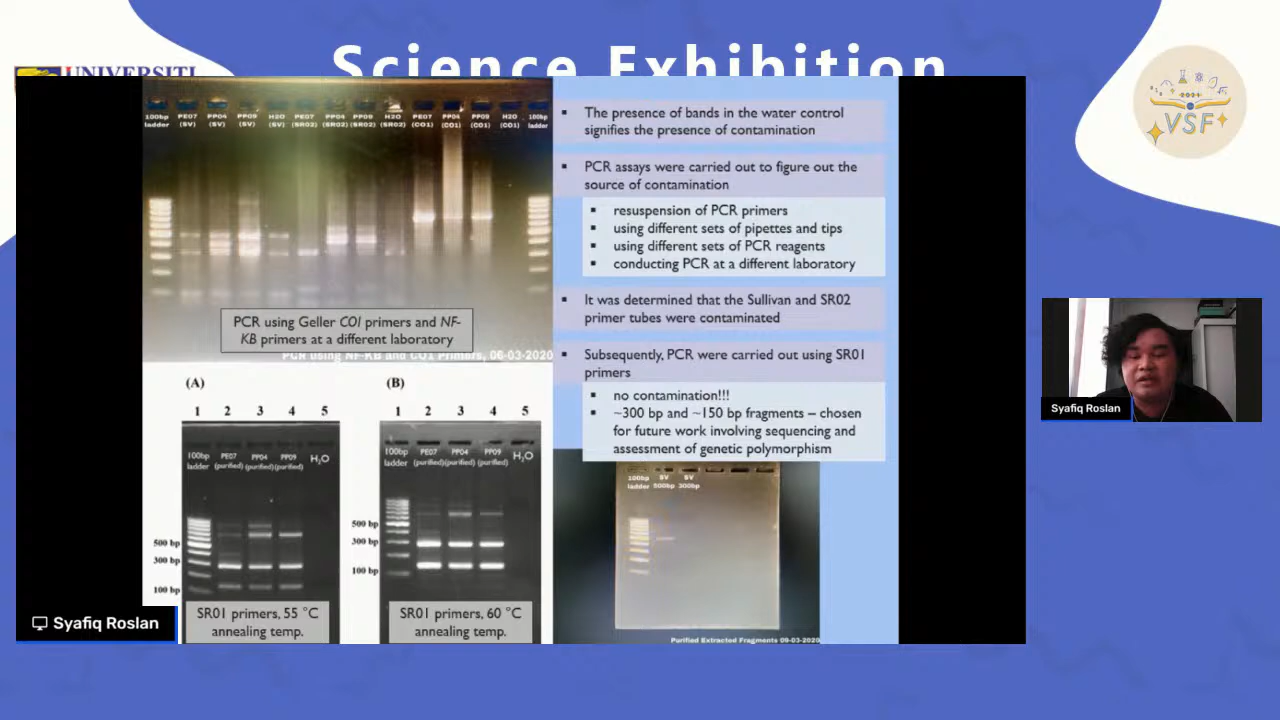 Science Exhibition
UNIVERSITI
VSF
100bp ladder
PE07 (SV)
PP04 (SV)
PP09 (SV)
H2O (SV)
PE07 (SR02)
PP04 (SR02)
PP09 (SR02)
H2O (SR02)
PE07 (CO1)
PP04 (CO1)
PP09 (CO1)
H2O (CO1)
100bp ladder
PCR using Geller COI primers and NF-
KB primers at a different laboratory
PCR using NF-KB and CO1 Primers, 06-03-2020
▪ The presence of bands in the water control
signifies the presence of contamination
▪ PCR assays were carried out to figure out the
source of contamination
▪ resuspension of PCR primers
▪ using different sets of pipettes and tips
▪ using different sets of PCR reagents
▪ conducting PCR at a different laboratory
▪ It was determined that the Sullivan and SR02
primer tubes were contaminated
▪ Subsequently, PCR were carried out using SR01
primers
▪ no contamination!!!
▪ ~300 bp and ~150 bp fragments – chosen
for future work involving sequencing and
assessment of genetic polymorphism
(A)
1 2 3 4 5
100bp ladder
PE07 (purified)
PP04 (purified)
PP09 (purified)
H2O
500 bp
300 bp
100 bp
SR01 primers, 55 °C
annealing temp.
(B)
1 2 3 4 5
100bp ladder
PE07 (purified)
PP04 (purified)
PP09 (purified)
H2O
500 bp
300 bp
100 bp
SR01 primers, 60 °C
annealing temp.
100bp ladder
SV 500bp
SV 300bp
Purified Extracted Fragments 09-03-2020
Syafiq Roslan
Syafiq Roslan